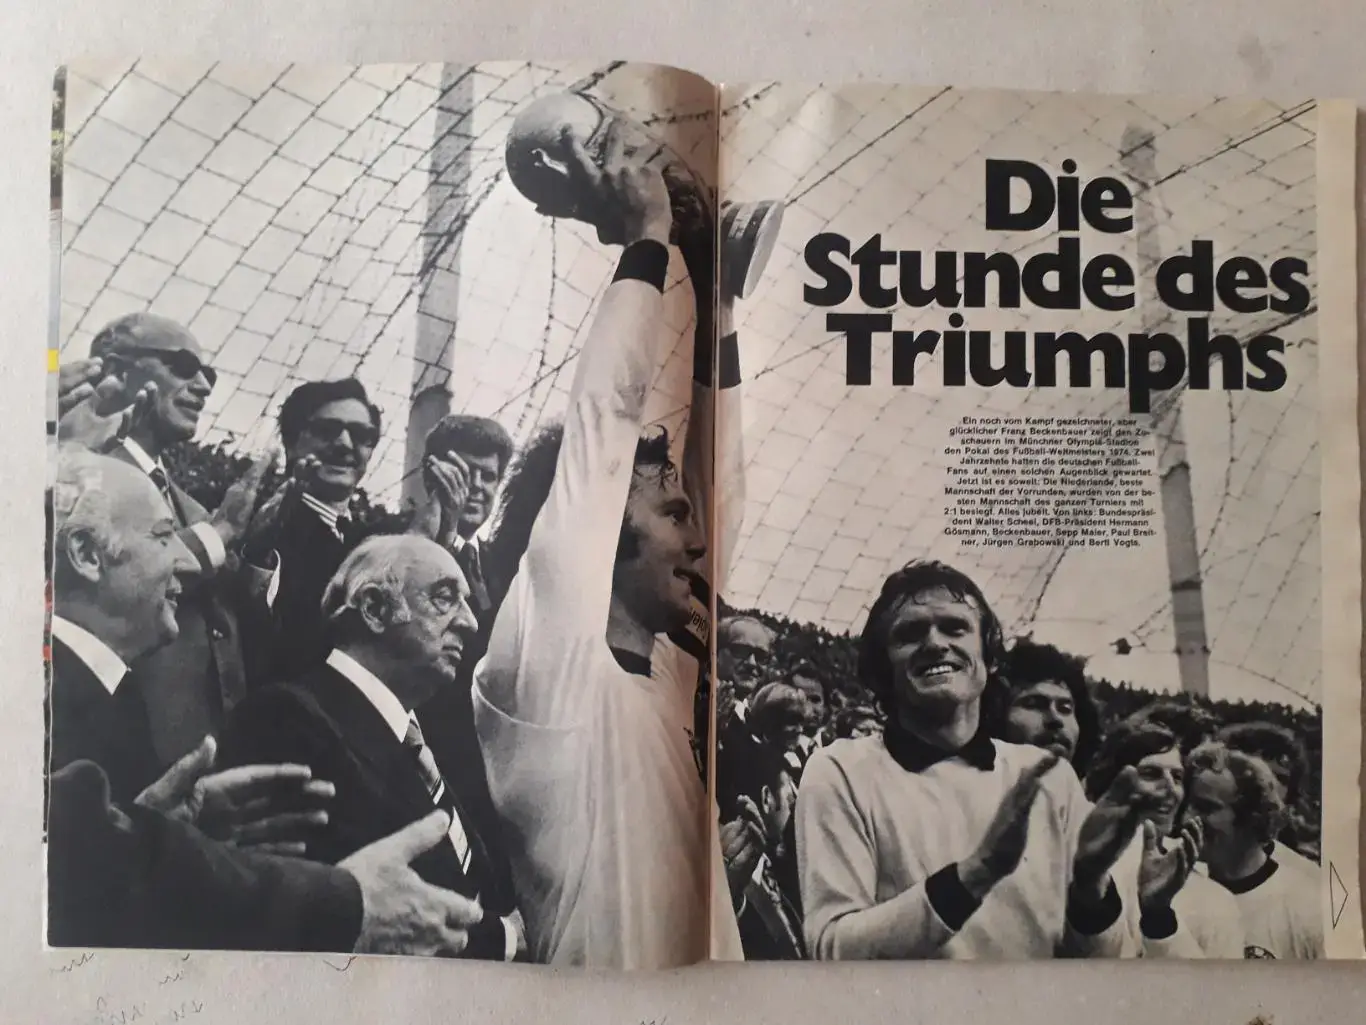 Die
Stunde des
Triumphs
Ein noch vom Kampf gezeichneter, aber
glücklicher Franz Beckenbauer zeigt den Zu-
schauern im Münchner Olympia-Stadion
den Pokal des Fußball-Weltmeisters 1974. Zwei
Jahrzehnte hatten die deutschen Fußball-
Fans auf einen solchen Augenblick gewartet.
Jetzt ist es soweit: Die Niederlande, beste
Mannschaft der Vorrunden, wurden von der be-
sten Mannschaft des ganzen Turniers mit
2:1 besiegt. Alles jubelt. Von links: Bundespräsi-
dent Walter Scheel, DFB-Präsident Hermann
Gösmann, Beckenbauer, Sepp Maier, Paul Breit-
ner, Jürgen Grabowski und Berti Vogts.